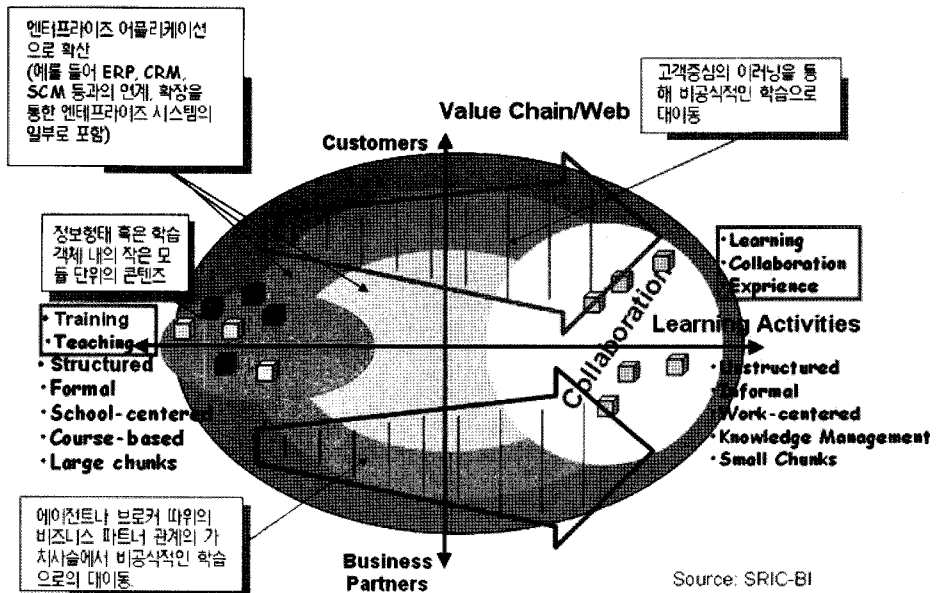 엔터프라이즈 어플리케이션
으로 확산
(예를 들어 ERP, CRM,
SCM 등과의 연계, 확장을
통한 엔테프라이즈 시스템의
일부로 포함)
고객중심의 이러닝을 통
해 비공식적인 학습으로
대이동
Value Chain/Web
Customers
정보형태 혹은 학습
객체 내의 작은 모
듈 단위의 콘텐츠
• Learning
• Collaboration
• Exprience
• Training
• Teaching
Collaboration
Learning Activities
• Structured
• Formal
• School-centered
• Course-based
• Large chunks
• Unstructured
• Informal
• Work-centered
• Knowledge Management
• Small Chunks
에이전트나 브로커 따위의
비즈니스 파트너 관계의 가
치사슬에서 비공식적인 학습
으로의 대이동.
Business
Partners
Source: SRIC-BI